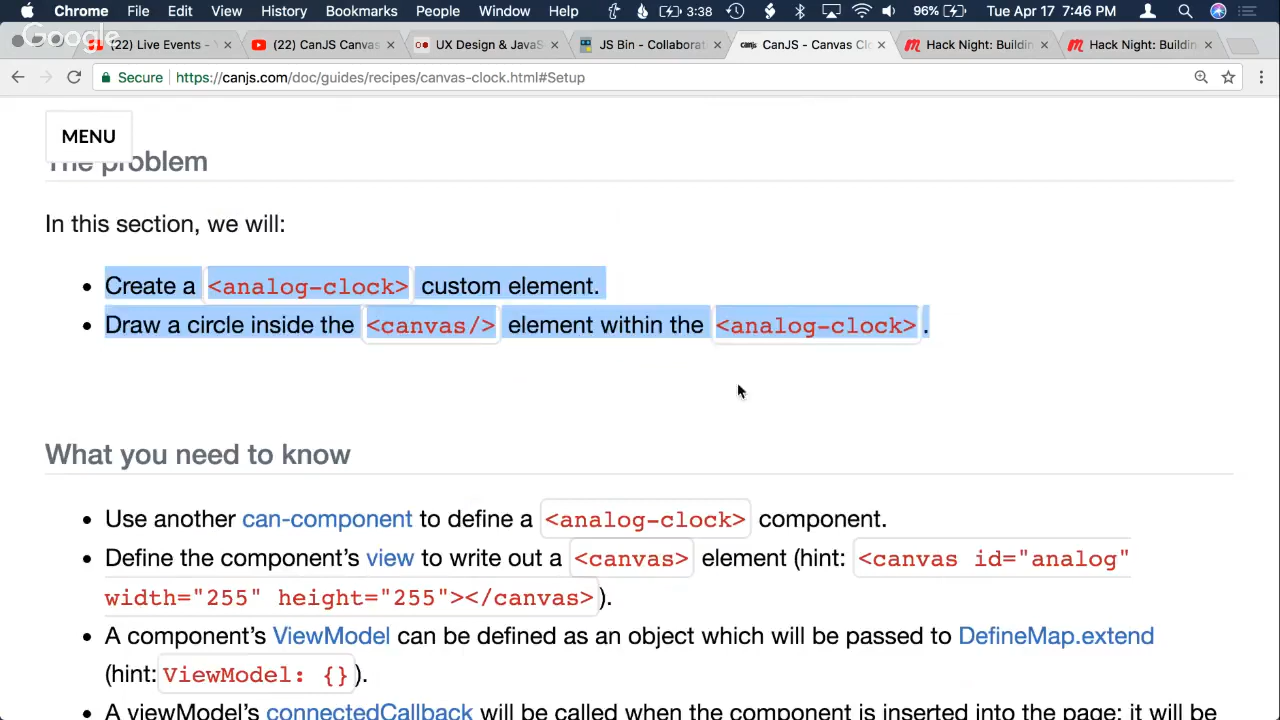 Chrome File Edit View History Bookmarks People Window Help 3:38 96% Tue Apr 17 7:46 PM
Google
(22) Live Events - Y
(22) CanJS Canvas
UX Design & JavaS
JS Bin - Collaborat
CanJS - Canvas Clo
Hack Night: Buildin
Hack Night: Buildin
Secure https://canjs.com/doc/guides/recipes/canvas-clock.html#Setup
MENU
The problem
In this section, we will:
• Create a <analog-clock> custom element.
• Draw a circle inside the <canvas/> element within the <analog-clock>.
What you need to know
• Use another can-component to define a <analog-clock> component.
• Define the component’s view to write out a <canvas> element (hint: <canvas id="analog"
width="255" height="255"></canvas>).
• A component’s ViewModel can be defined as an object which will be passed to DefineMap.extend
(hint: ViewModel: {}).
• A viewModel’s connectedCallback will be called when the component is inserted into the page; it will be